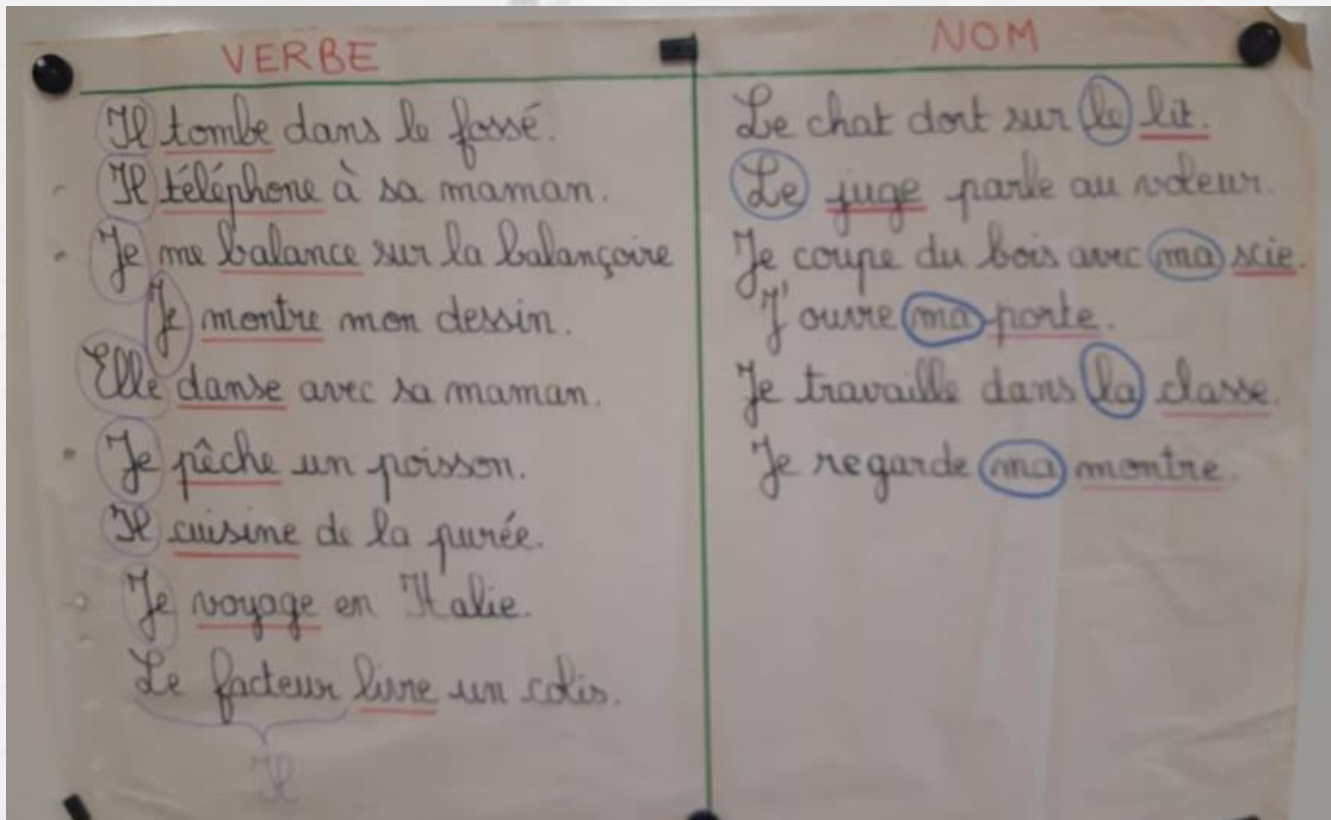 VERBE
Il tombe dans le fossé.
Il téléphone à sa maman.
Je me balance sur la balançoire
Je montre mon dessin.
Elle danse avec sa maman.
Je pêche un poisson.
Il cuisine de la purée.
Je voyage en Italie.
Le facteur livre un colis.
Il
NOM
Le chat dort sur le lit.
Le juge parle au voleur.
Je coupe du bois avec ma scie.
J'ouvre ma porte.
Je travaille dans la classe.
Je regarde ma montre.